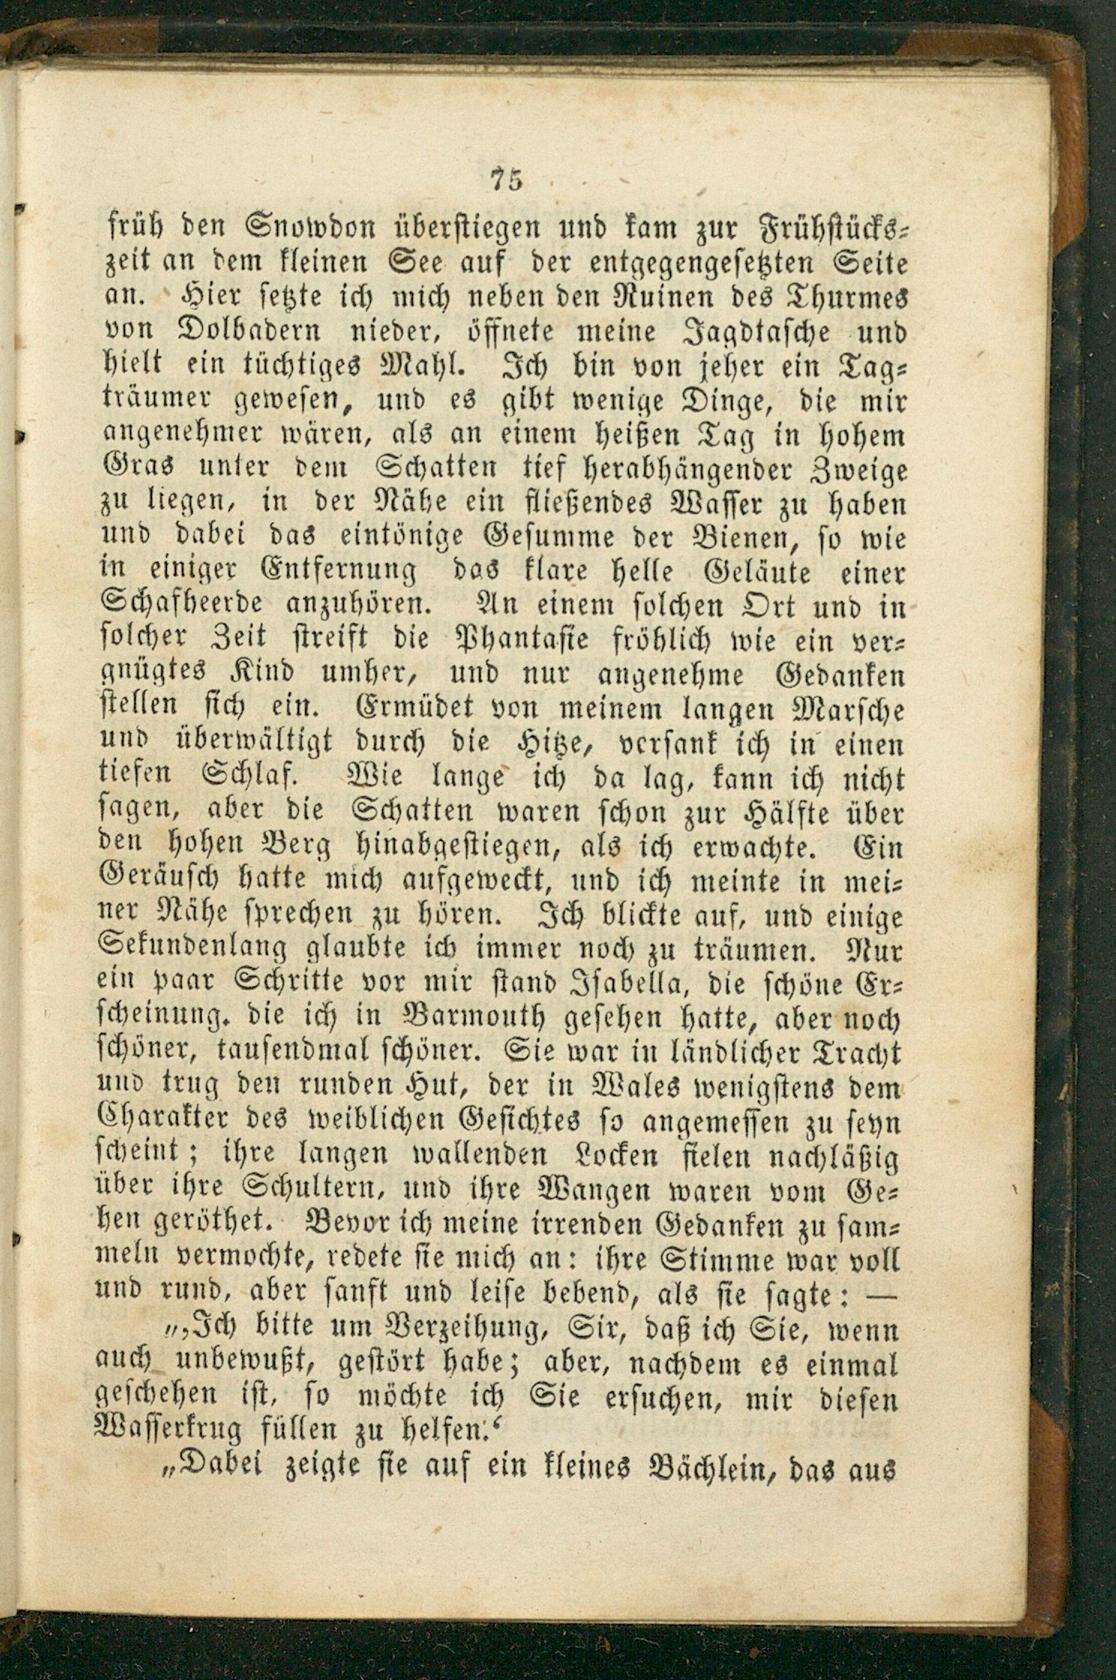 75
früh den Snowdon überstiegen und kam zur Frühstücks-
zeit an dem kleinen See auf der entgegengesetzten Seite
an. Hier setzte ich mich neben den Ruinen des Thurmes
von Dolbadern nieder, öffnete meine Jagdtasche und
hielt ein tüchtiges Mahl. Ich bin von jeher ein Tag-
träumer gewesen, und es gibt wenige Dinge, die mir
angenehmer wären, als an einem heißen Tag in hohem
Gras unter dem Schatten tief herabhängender Zweige
zu liegen, in der Nähe ein fließendes Wasser zu haben
und dabei das eintönige Gesumme der Bienen, so wie
in einiger Entfernung das klare helle Geläute einer
Schafheerde anzuhören. An einem solchen Ort und in
solcher Zeit streift die Phantasie fröhlich wie ein ver-
gnügtes Kind umher, und nur angenehme Gedanken
stellen sich ein. Ermüdet von meinem langen Marsche
und überwältigt durch die Hitze, versank ich in einen
tiefen Schlaf. Wie lange ich da lag, kann ich nicht
sagen, aber die Schatten waren schon zur Hälfte über
den hohen Berg hinabgestiegen, als ich erwachte. Ein
Geräusch hatte mich aufgeweckt, und ich meinte in mei-
ner Nähe sprechen zu hören. Ich blickte auf, und einige
Sekundenlang glaubte ich immer noch zu träumen. Nur
ein paar Schritte vor mir stand Isabella, die schöne Er-
scheinung. die ich in Barmouth gesehen hatte, aber noch
schöner, tausendmal schöner. Sie war in ländlicher Tracht
und trug den runden Hut, der in Wales wenigstens dem
Charakter des weiblichen Gesichtes so angemessen zu seyn
scheint; ihre langen wallenden Locken fielen nachläßig
über ihre Schultern, und ihre Wangen waren vom Ge-
hen geröthet. Bevor ich meine irrenden Gedanken zu sam-
meln vermochte, redete sie mich an: ihre Stimme war voll
und rund, aber sanft und leise bebend, als sie sagte: —
„‚Ich bitte um Verzeihung, Sir, daß ich Sie, wenn
auch unbewußt, gestört habe; aber, nachdem es einmal
geschehen ist, so möchte ich Sie ersuchen, mir diesen
Wasserkrug füllen zu helfen.‘
„Dabei zeigte sie auf ein kleines Bächlein, das aus